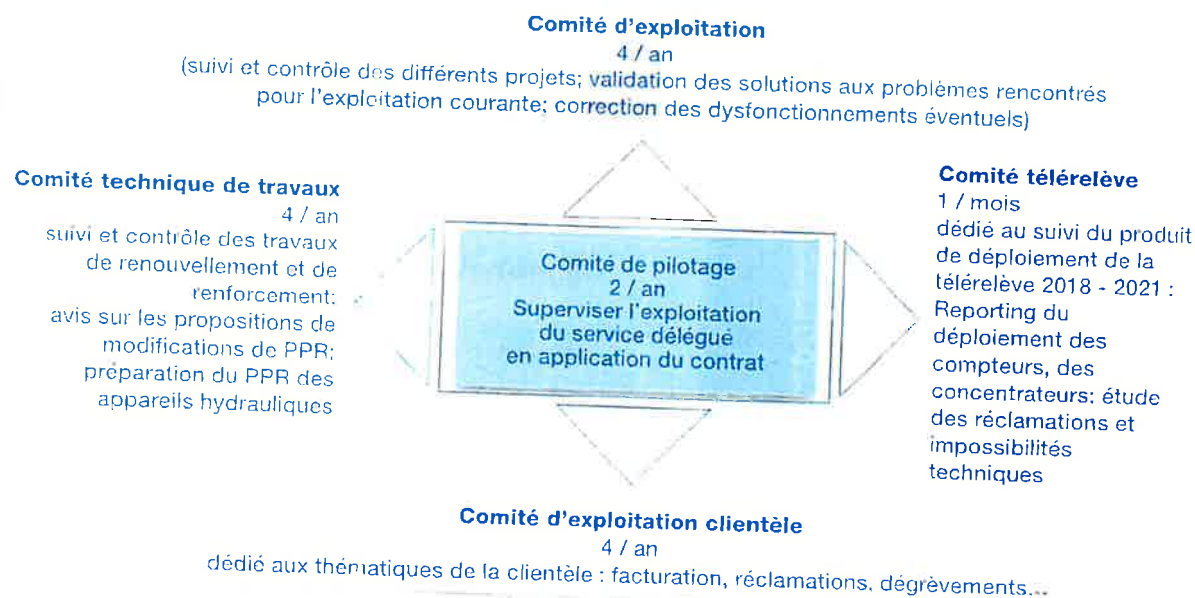 Comité d'exploitation
4 / an
(suivi et contrôle des différents projets; validation des solutions aux problèmes rencontrés
pour l'exploitation courante; correction des dysfonctionnements éventuels)
Comité technique de travaux
4 / an
suivi et contrôle des travaux
de renouvellement et de
renforcement;
avis sur les propositions de
modifications de PPR;
préparation du PPR des
appareils hydrauliques
Comité de pilotage
2 / an
Superviser l'exploitation
du service délégué
en application du contrat
Comité télérelève
1 / mois
dédié au suivi du produit
de déploiement de la
télérelève 2018 - 2021 :
Reporting du
déploiement des
compteurs, des
concentrateurs: étude
des réclamations et
impossibilités
techniques
Comité d'exploitation clientèle
4 / an
dédié aux thématiques de la clientèle : facturation, réclamations, dégrèvements...